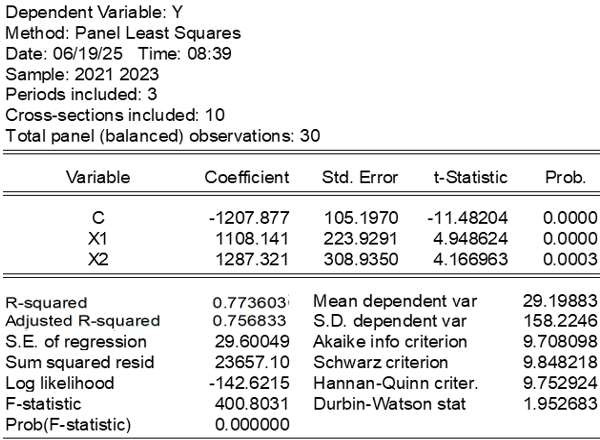 Dependent Variable: Y
Method: Panel Least Squares
Date: 06/19/25 Time: 08:39
Sample: 2021 2023
Periods included: 3
Cross-sections included: 10
Total panel (balanced) observations: 30
Variable Coefficient Std. Error t-Statistic Prob.
C -1207.877 105.1970 -11.48204 0.0000
X1 1108.141 223.9291 4.948624 0.0000
X2 1287.321 308.9350 4.166963 0.0003
R-squared 0.773603 Mean dependent var 29.19883
Adjusted R-squared 0.756833 S.D. dependent var 158.2246
S.E. of regression 29.60049 Akaike info criterion 9.708098
Sum squared resid 23657.10 Schwarz criterion 9.848218
Log likelihood -142.6215 Hannan-Quinn criter. 9.752924
F-statistic 400.8031 Durbin-Watson stat 1.952683
Prob(F-statistic) 0.000000